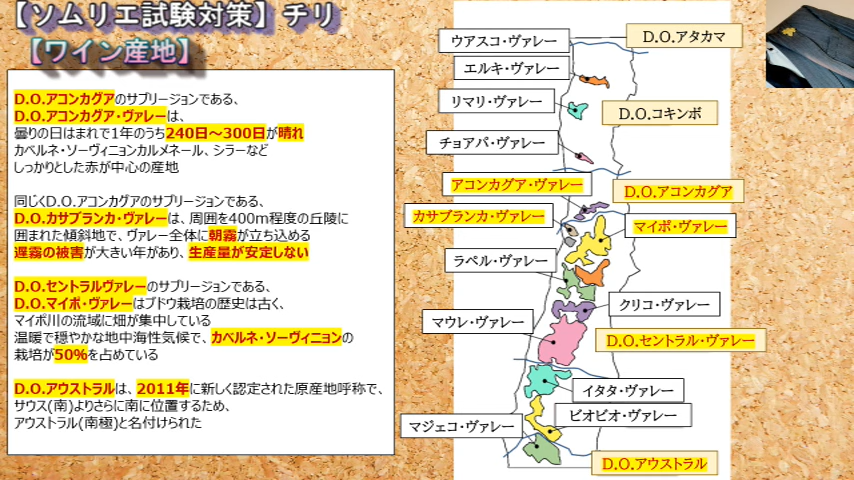 【ソムリエ試験対策】チリ
【ワイン産地】
D.O.アコンカグアのサブリージョンである、
D.O.アコンカグア・ヴァレーは、
曇りの日はまれで1年のうち240日～300日が晴れ
カベルネ・ソーヴィニョンカルメネール、シラーなど
しっかりとした赤が中心の産地
同じくD.O.アコンカグアのサブリージョンである、
D.O.カサブランカ・ヴァレーは、周囲を400m程度の丘陵に
囲まれた傾斜地で、ヴァレー全体に朝霧が立ち込める
遅霜の被害が大きい年があり、生産量が安定しない
D.O.セントラルヴァレーのサブリージョンである、
D.O.マイポ・ヴァレーはブドウ栽培の歴史は古く、
マイポ川の流域に畑が集中している
温暖で穏やかな地中海性気候で、カベルネ・ソーヴィニョンの
栽培が50%を占めている
D.O.アウストラルは、2011年に新しく認定された原産地呼称で、
サウス(南)よりさらに南に位置するため、
アウストラル(南極)と名付けられた
ウアスコ・ヴァレー
D.O.アタカマ
エルキ・ヴァレー
リマリ・ヴァレー
D.O.コキンボ
チョアパ・ヴァレー
アコンカグア・ヴァレー
D.O.アコンカグア
カサブランカ・ヴァレー
マイポ・ヴァレー
ラペル・ヴァレー
クリコ・ヴァレー
マウレ・ヴァレー
D.O.セントラル・ヴァレー
イタタ・ヴァレー
ビオビオ・ヴァレー
マジェコ・ヴァレー
D.O.アウストラル